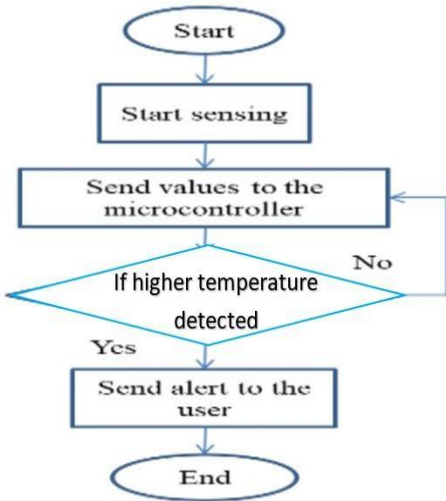 Start
Start sensing
Send values to the
microcontroller
If higher temperature
detected
No
Yes
Send alert to the
user
End